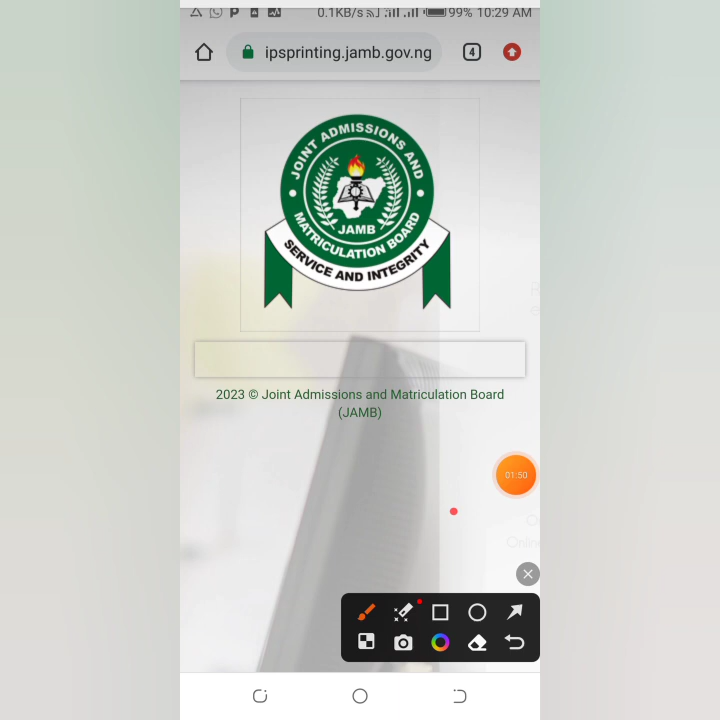 0.1KB/s 99% 10:29 AM
ipsprinting.jamb.gov.ng
4
JOINT ADMISSIONS AND
MATRICULATION BOARD
JAMB
SERVICE AND INTEGRITY
2023 © Joint Admissions and Matriculation Board
(JAMB)
01:50
Online